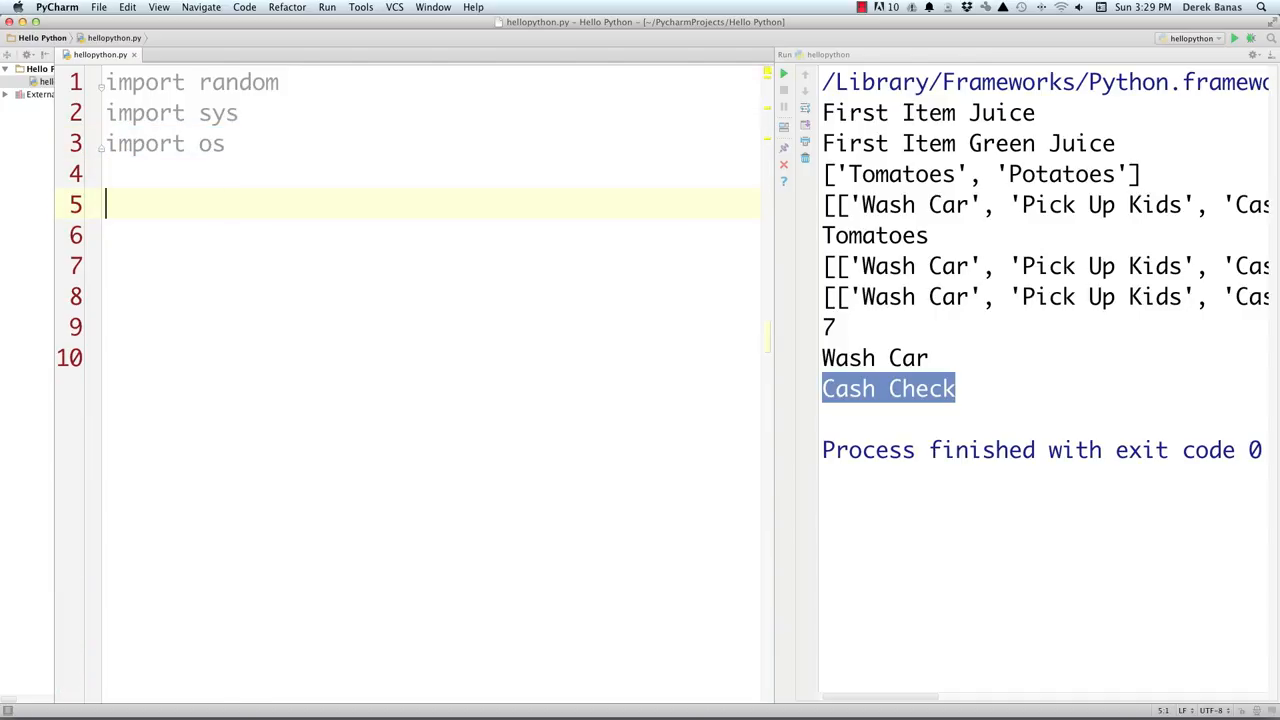 PyCharm File Edit View Navigate Code Refactor Run Tools VCS Window Help 10 Sun 3:29 PM Derek Banas
hellopython.py - Hello Python - [~/PycharmProjects/Hello Python]
Hello Python hellopython.py hellopython
hellopython.py
Run hellopython
Hello P
hell
Extern
1 import random
2 import sys
3 import os
4
5
6
7
8
9
10
/Library/Frameworks/Python.framewo
First Item Juice
First Item Green Juice
['Tomatoes', 'Potatoes']
[['Wash Car', 'Pick Up Kids', 'Cas
Tomatoes
[['Wash Car', 'Pick Up Kids', 'Cas
[['Wash Car', 'Pick Up Kids', 'Cas
7
Wash Car
Cash Check
Process finished with exit code 0
5:1 LF UTF-8